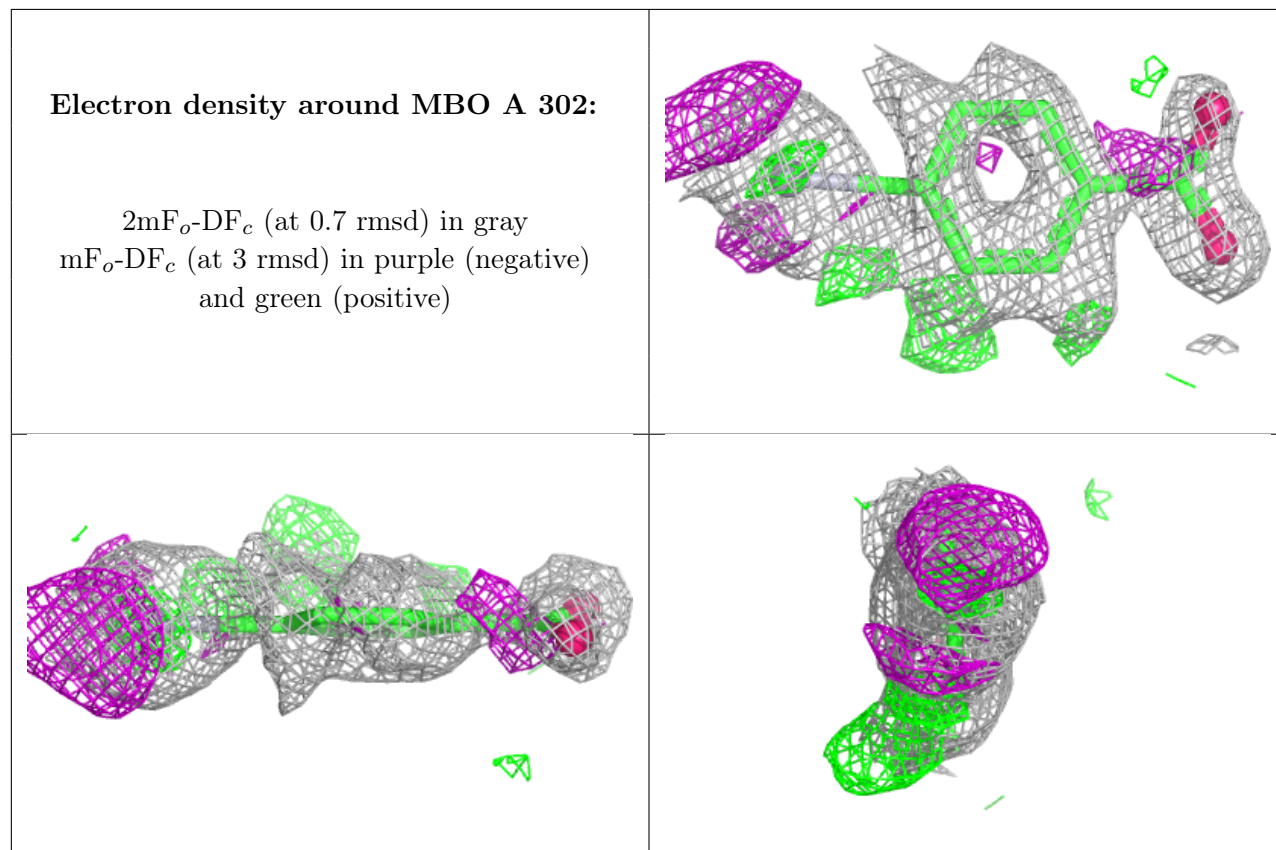 Electron density around MBO A 302:
2mFₒ-DF𝒸 (at 0.7 rmsd) in gray
mFₒ-DF𝒸 (at 3 rmsd) in purple (negative)
and green (positive)